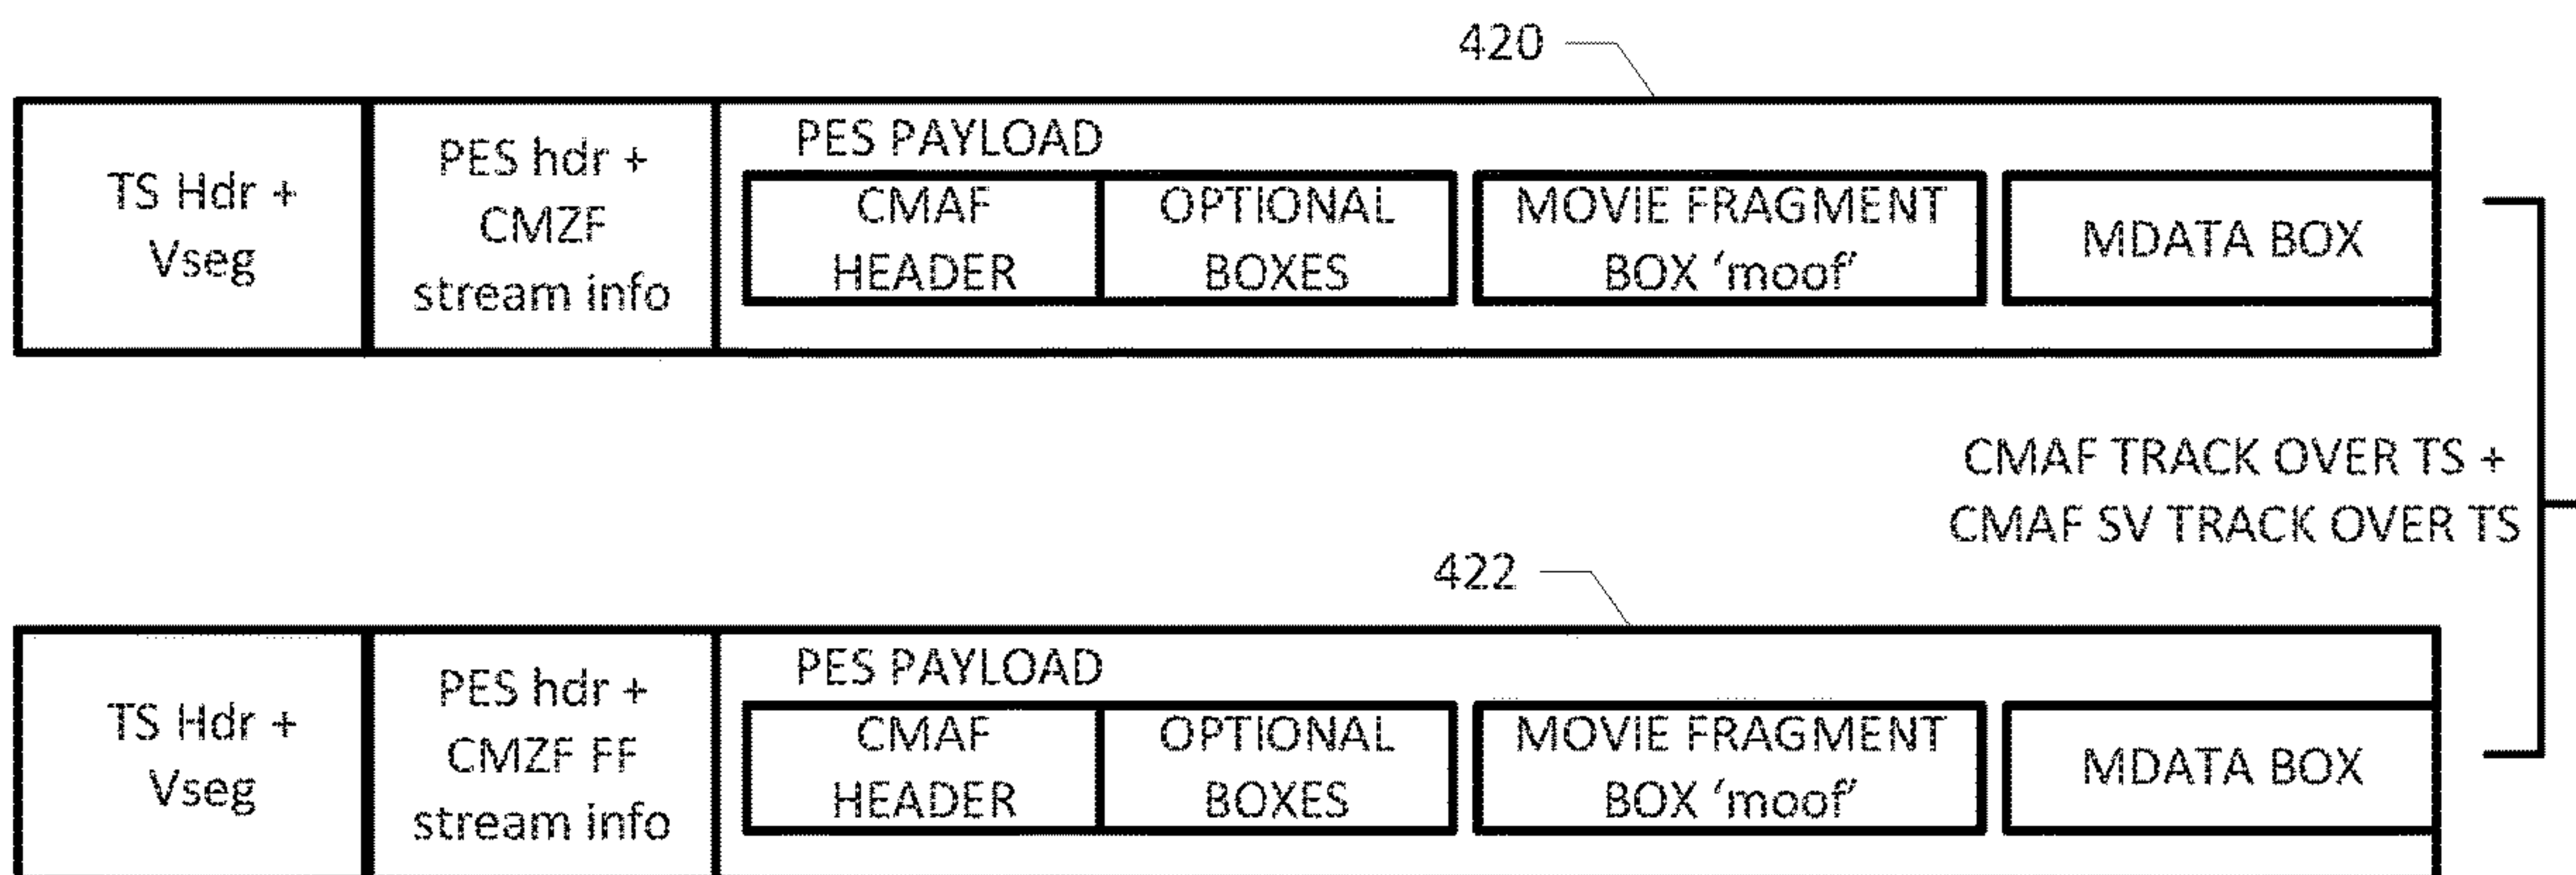 420
TS Hdr +
Vseg
PES hdr +
CMZF
stream info
PES PAYLOAD
CMAF
HEADER
OPTIONAL
BOXES
MOVIE FRAGMENT
BOX ‘moof’
MDATA BOX
CMAF TRACK OVER TS +
CMAF SV TRACK OVER TS
422
TS Hdr +
Vseg
PES hdr +
CMZF FF
stream info
PES PAYLOAD
CMAF
HEADER
OPTIONAL
BOXES
MOVIE FRAGMENT
BOX ‘moof’
MDATA BOX